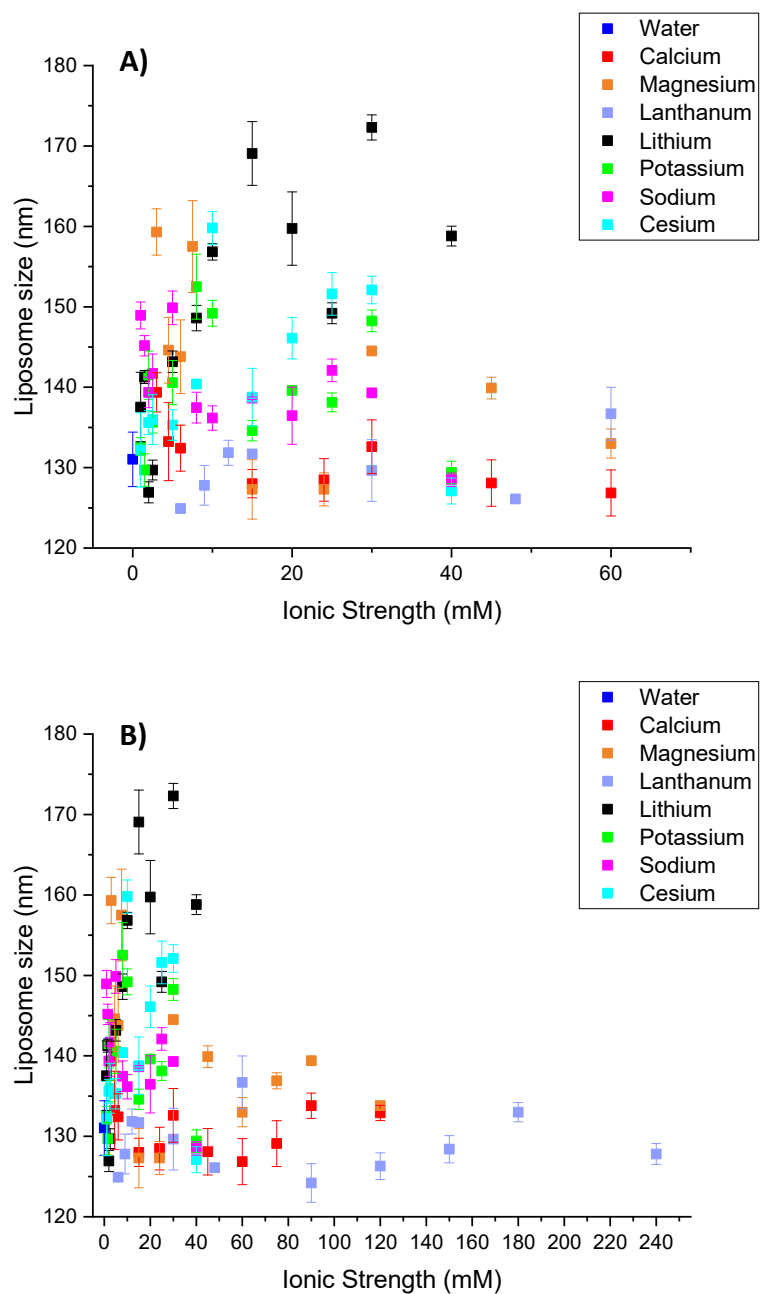 A)
Water
Calcium
Magnesium
Lanthanum
Lithium
Potassium
Sodium
Cesium
180
170
160
150
140
130
120
Liposome size (nm)
0 20 40 60
Ionic Strength (mM)
B)
Water
Calcium
Magnesium
Lanthanum
Lithium
Potassium
Sodium
Cesium
180
170
160
150
140
130
120
Liposome size (nm)
0 20 40 60 80 100 120 140 160 180 200 220 240
Ionic Strength (mM)